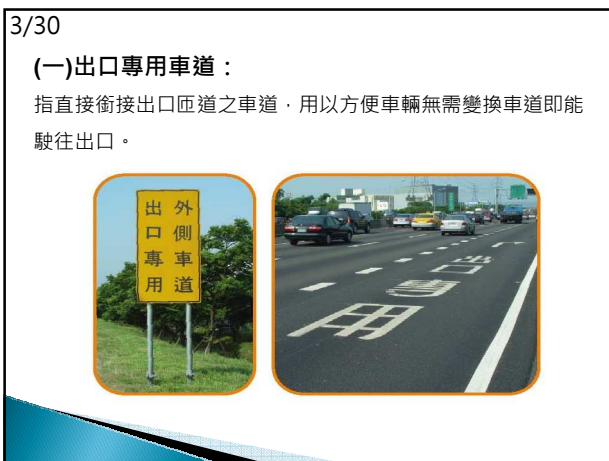 3/30
(一)出口專用車道：
指直接銜接出口匝道之車道，用以方便車輛無需變換車道即能
駛往出口。
外側車道
出口專用
出口專用